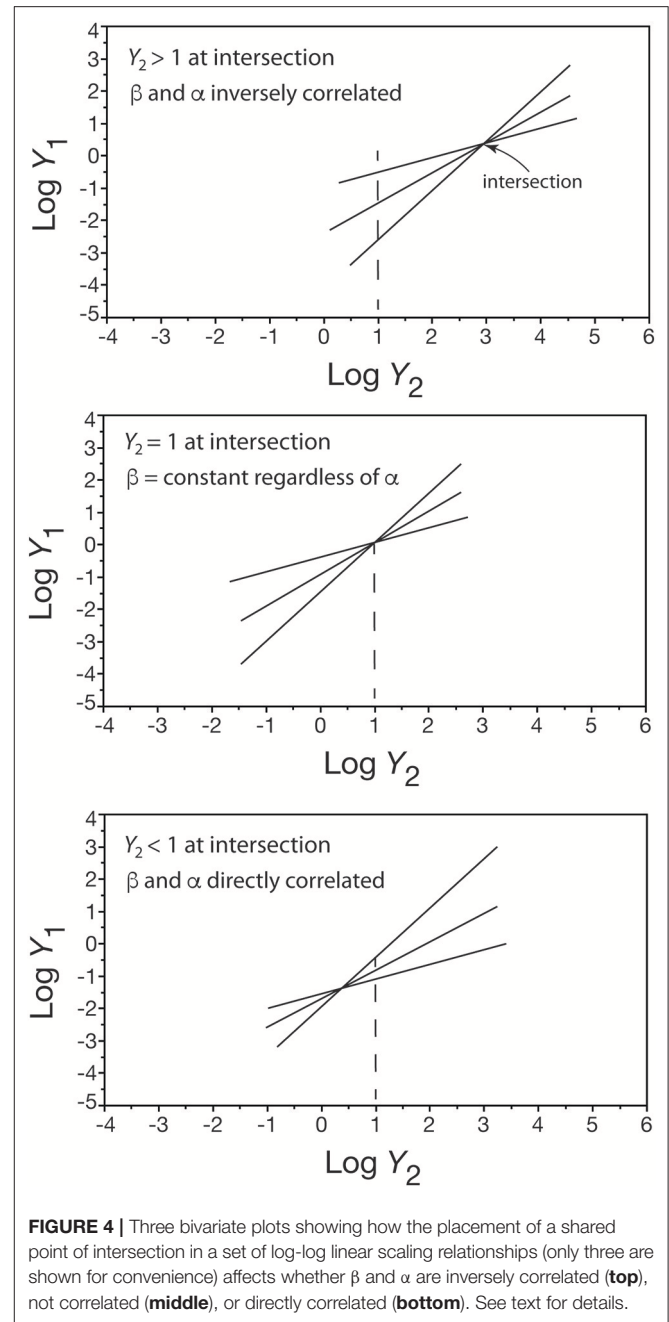 4
3
2
1
0
-1
-2
-3
-4
-5
Log Y1
Y2 > 1 at intersection
β and α inversely correlated
intersection
-4 -3 -2 -1 0 1 2 3 4 5 6
Log Y2
4
3
2
1
0
-1
-2
-3
-4
-5
Log Y1
Y2 = 1 at intersection
β = constant regardless of α
-4 -3 -2 -1 0 1 2 3 4 5 6
Log Y2
4
3
2
1
0
-1
-2
-3
-4
-5
Log Y1
Y2 < 1 at intersection
β and α directly correlated
-4 -3 -2 -1 0 1 2 3 4 5 6
Log Y2
FIGURE 4 | Three bivariate plots showing how the placement of a shared
point of intersection in a set of log-log linear scaling relationships (only three are
shown for convenience) affects whether β and α are inversely correlated (top),
not correlated (middle), or directly correlated (bottom). See text for details.